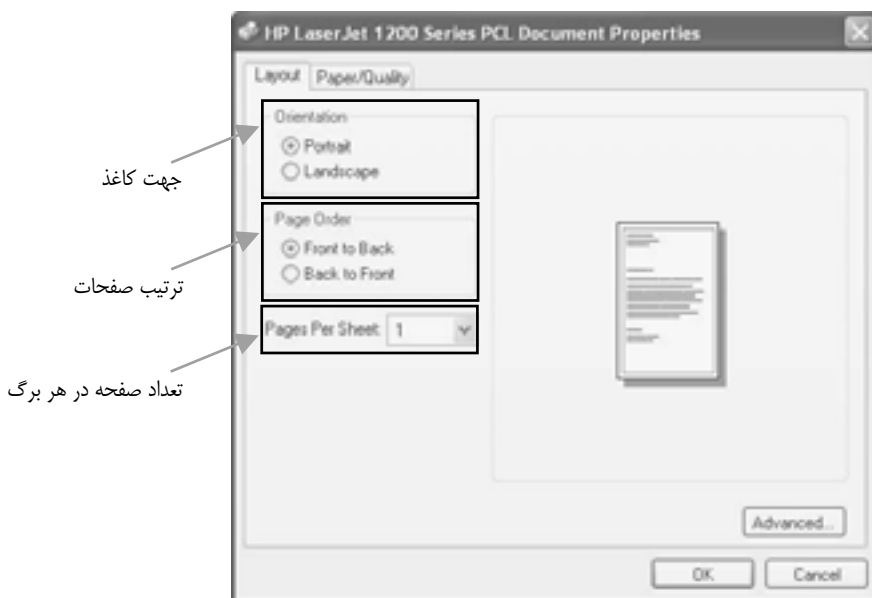 HP LaserJet 1200 Series PCL Document Properties
Layout Paper/Quality
Orientation
Portrait
Landscape
جهت کاغذ
Page Order
Front to Back
Back to Front
ترتیب صفحات
Pages Per Sheet: 1
تعداد صفحه در هر برگ
Advanced...
OK Cancel